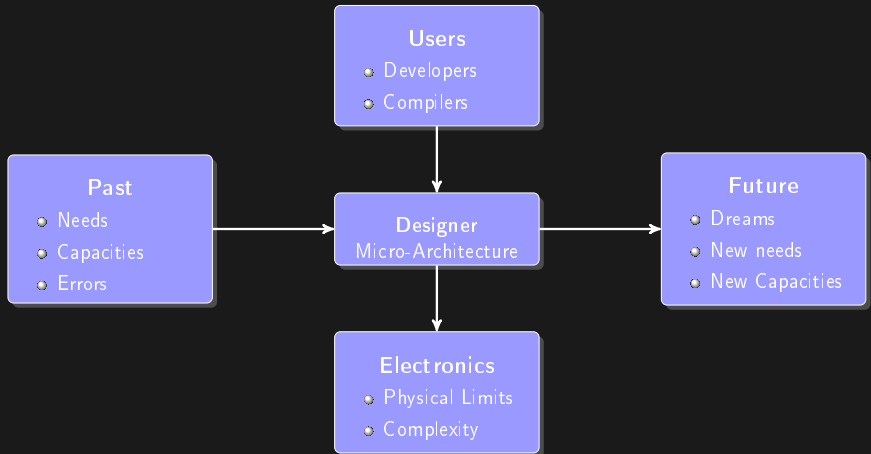 Users
Developers
Compilers
Past
Needs
Capacities
Errors
Designer
Micro-Architecture
Future
Dreams
New needs
New Capacities
Electronics
Physical Limits
Complexity